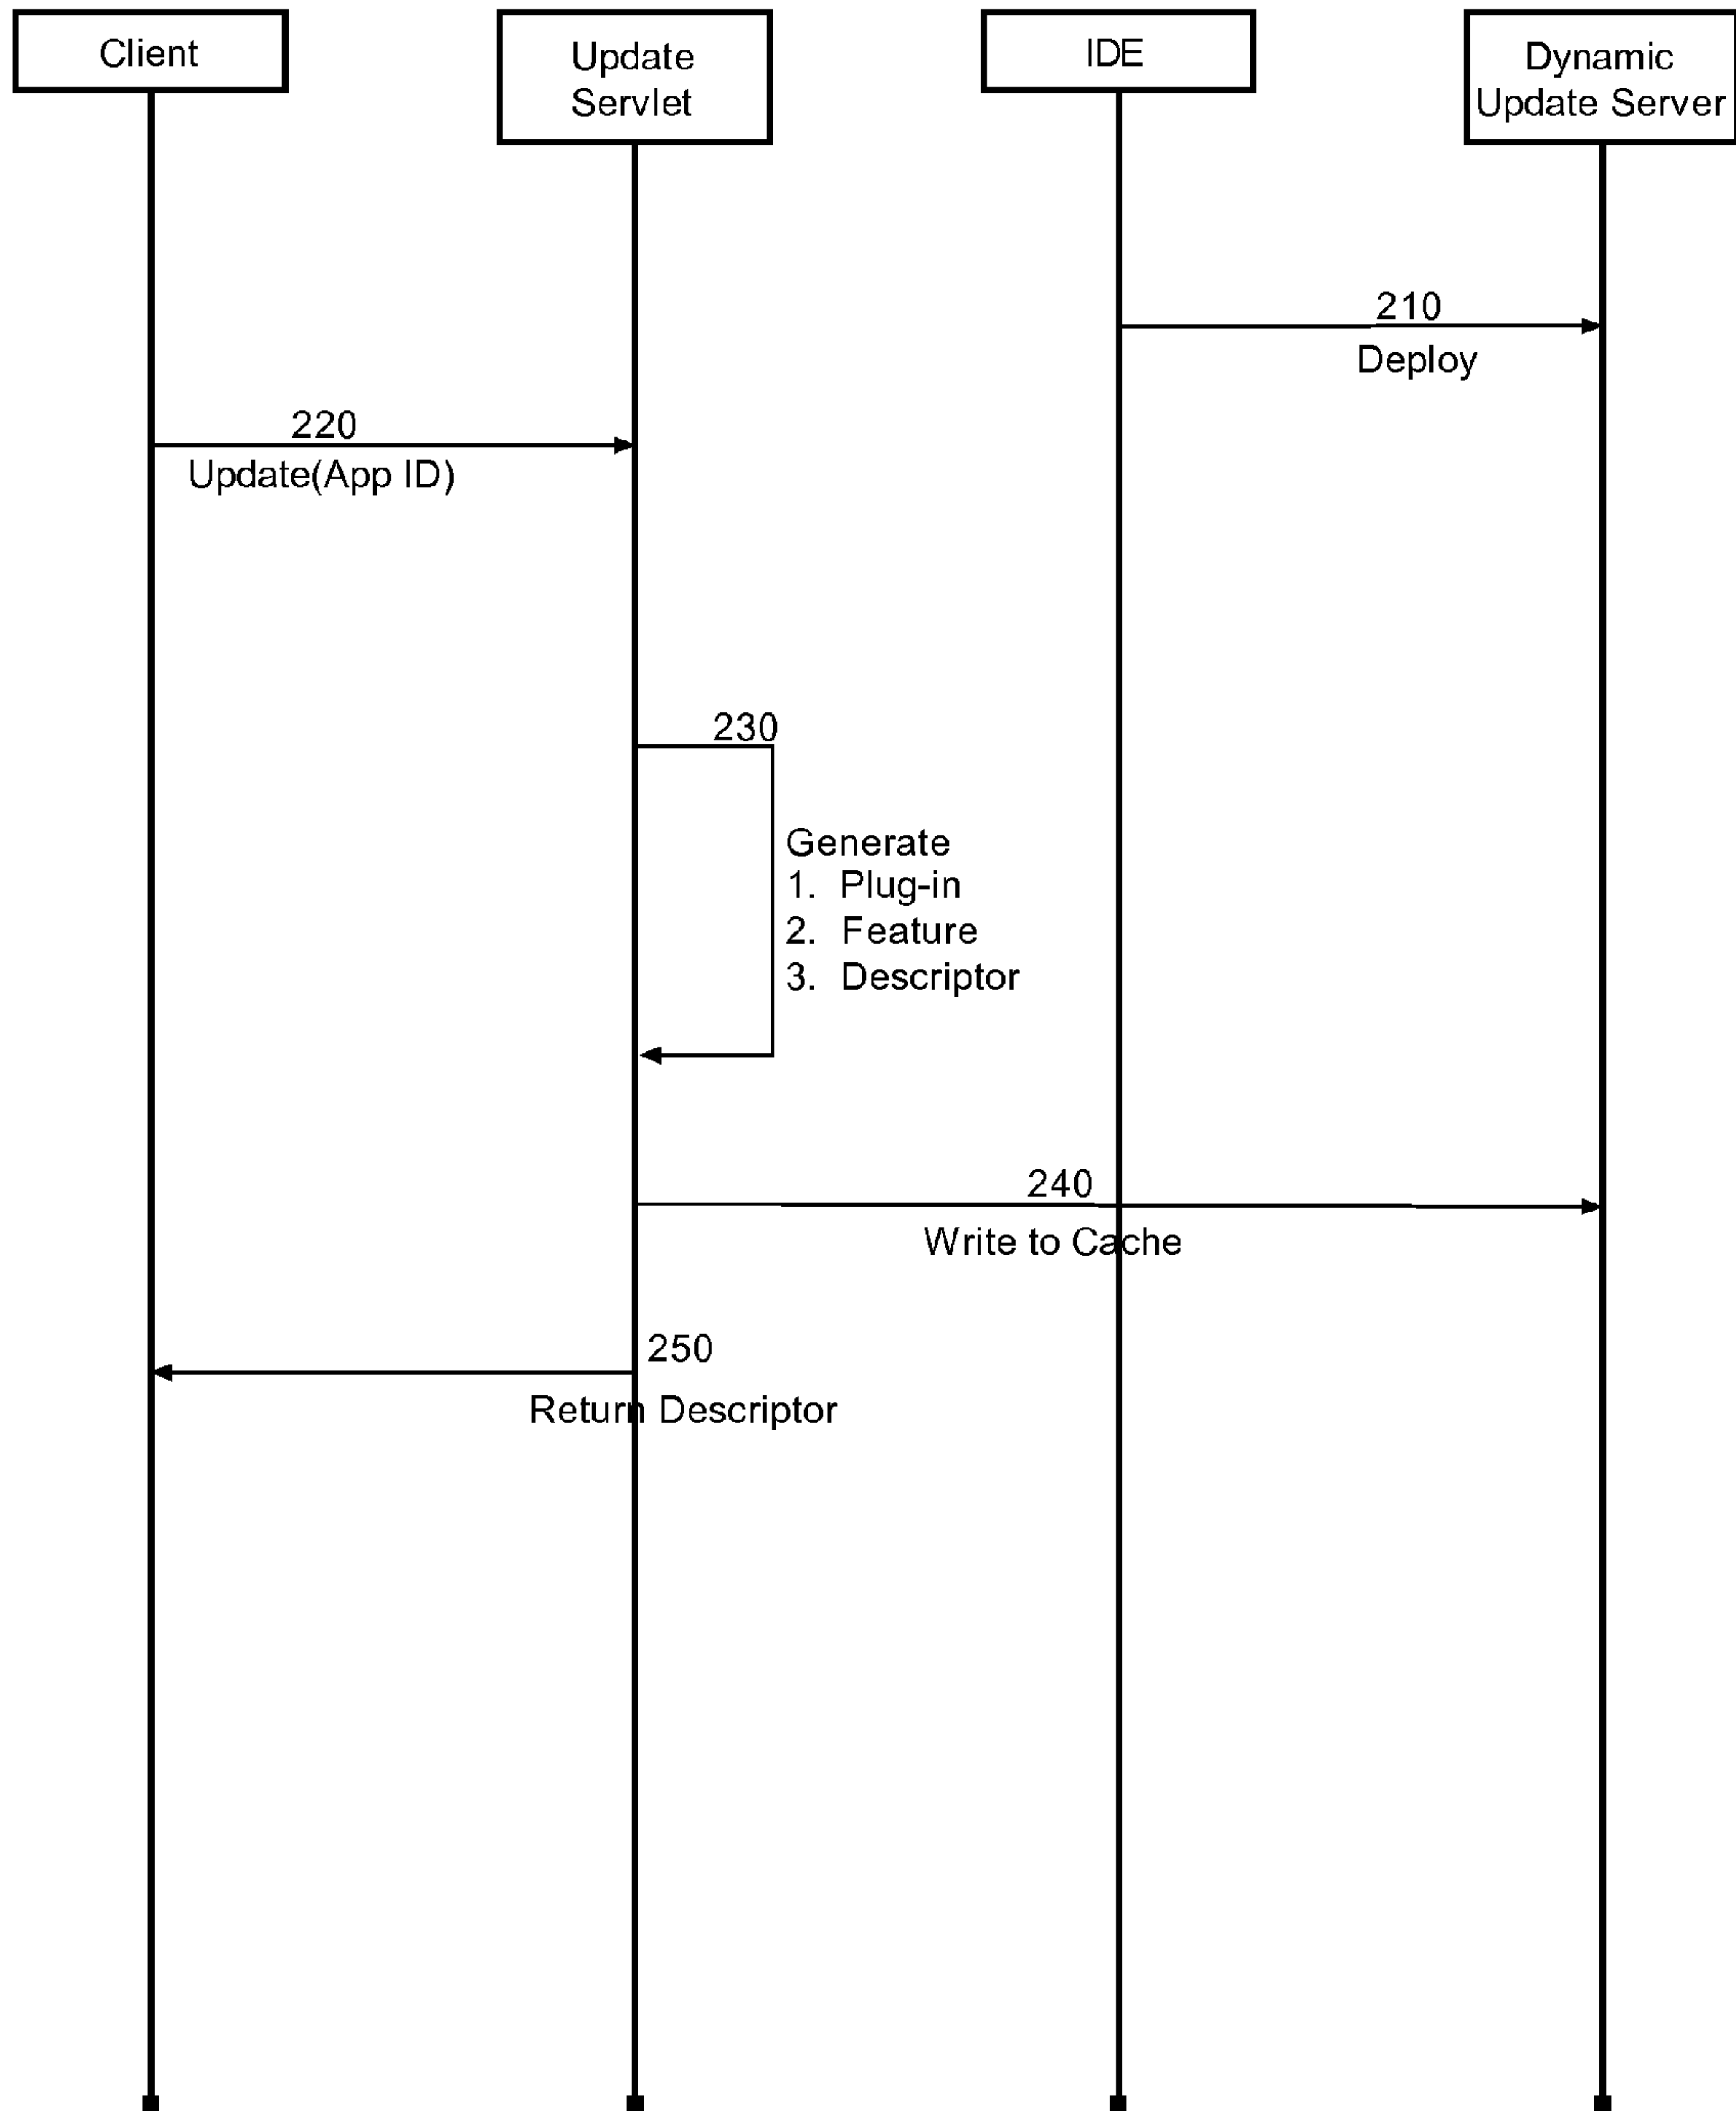 Client
Update
Servlet
IDE
Dynamic
Update Server
210
Deploy
220
Update(App ID)
230
Generate
1. Plug-in
2. Feature
3. Descriptor
240
Write to Cache
250
Return Descriptor